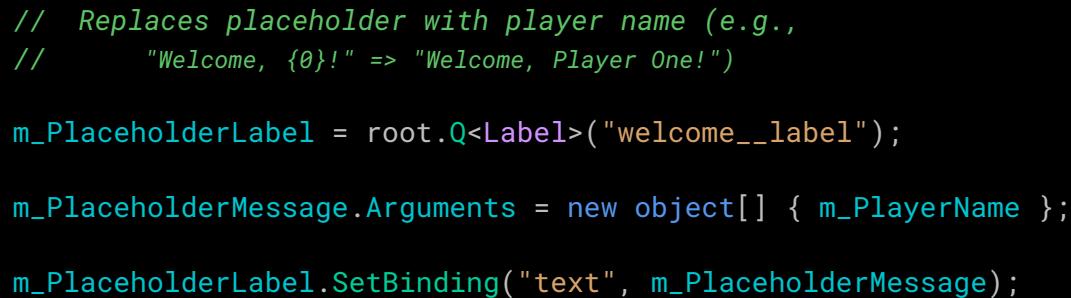 //  Replaces placeholder with player name (e.g.,
//      "Welcome, {0}!" => "Welcome, Player One!")
m_PlaceholderLabel = root.Q<Label>("welcome__label");
m_PlaceholderMessage.Arguments = new object[] { m_PlayerName };
m_PlaceholderLabel.SetBinding("text", m_PlaceholderMessage);